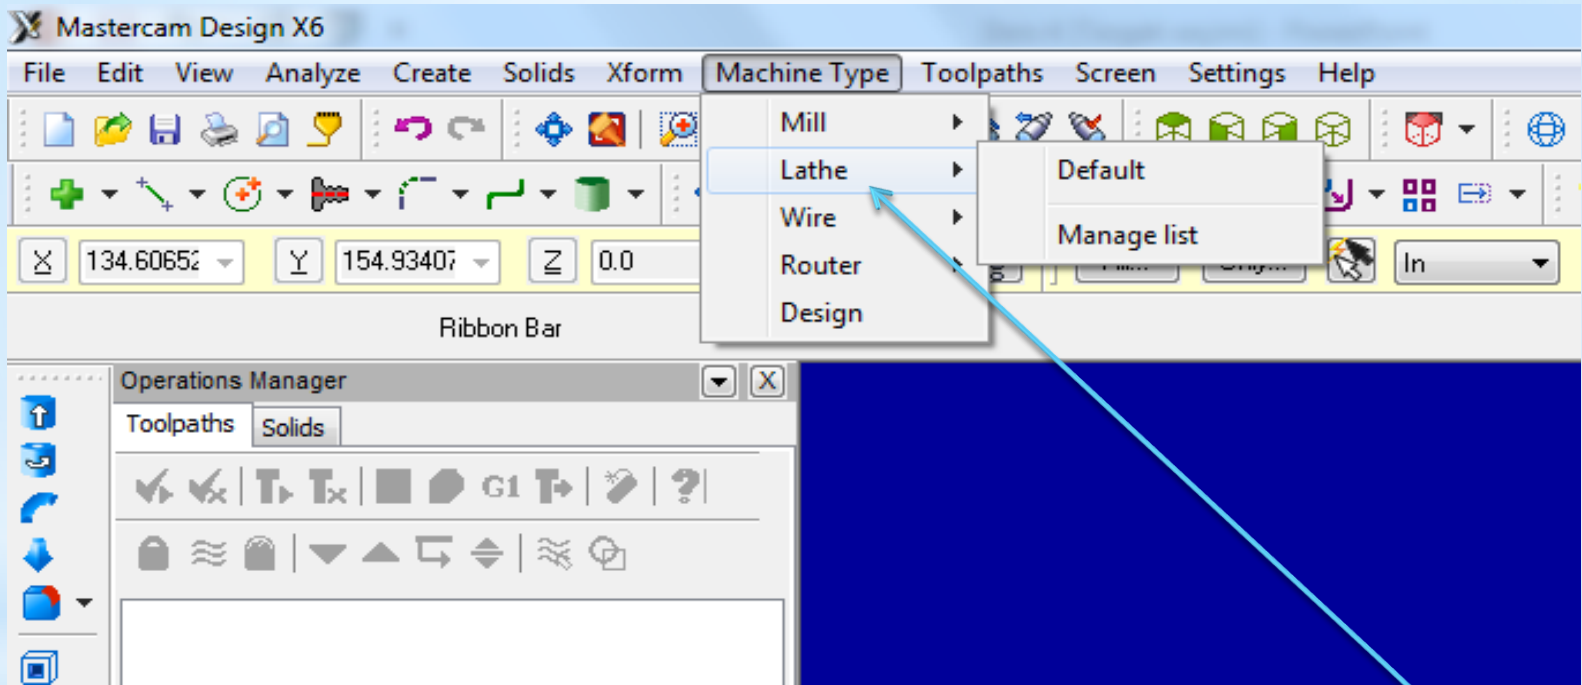 Mastercam Design X6
File Edit View Analyze Create Solids Xform Machine Type Toolpaths Screen Settings Help
Mill
Lathe
Default
Wire
Manage list
Router
Design
X 134.60652 Y 154.93407 Z 0.0 In
Ribbon Bar
Operations Manager
Toolpaths Solids
G1